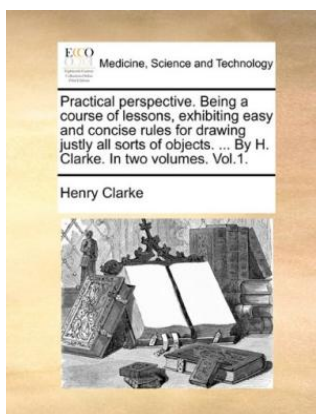 ECCO
Medicine, Science and Technology
Practical perspective. Being a
course of lessons, exhibiting easy
and concise rules for drawing
justly all sorts of objects. ... By H.
Clarke. In two volumes. Vol.1.
Henry Clarke